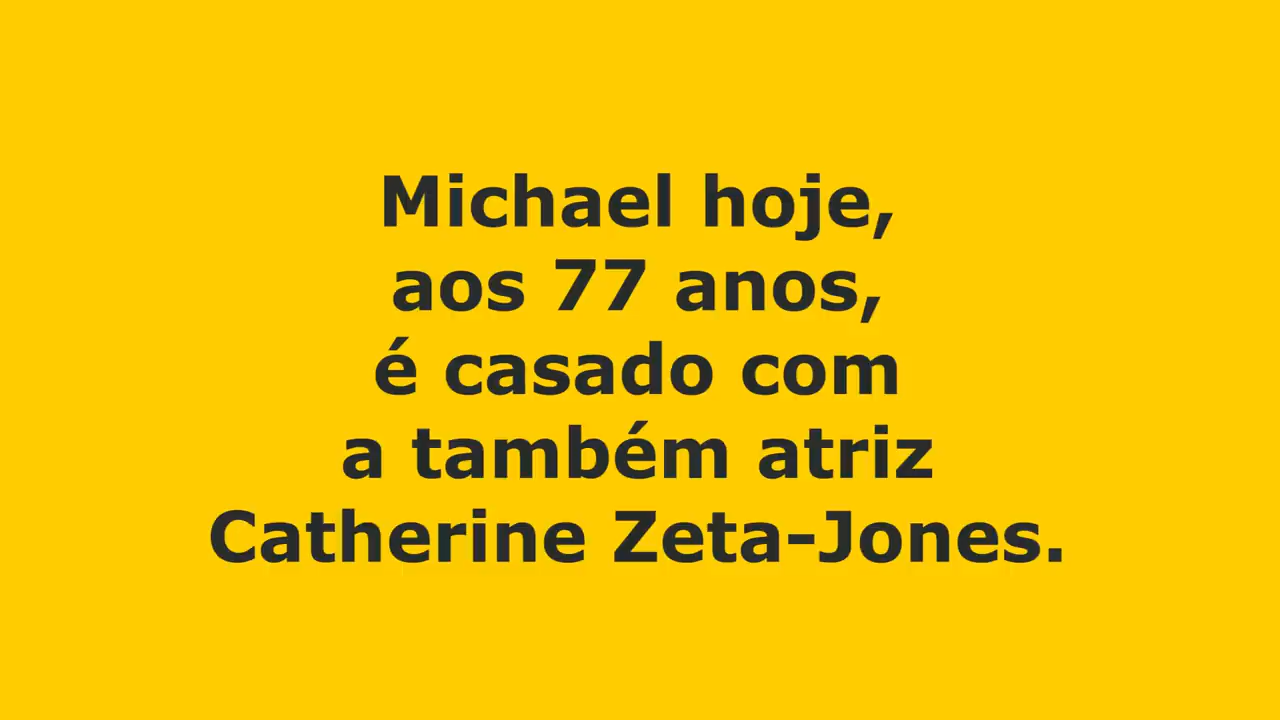 Michael hoje,
aos 77 anos,
é casado com
a também atriz
Catherine Zeta-Jones.